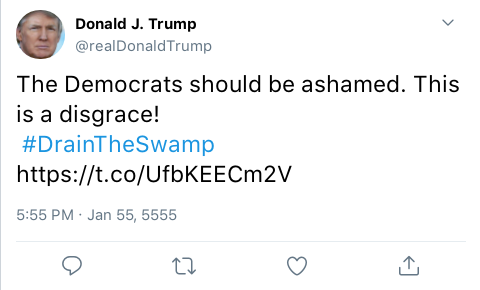 Donald J. Trump
@realDonaldTrump
The Democrats should be ashamed. This
is a disgrace!
#DrainTheSwamp
https://t.co/UfbKEECm2V
5:55 PM · Jan 55, 5555